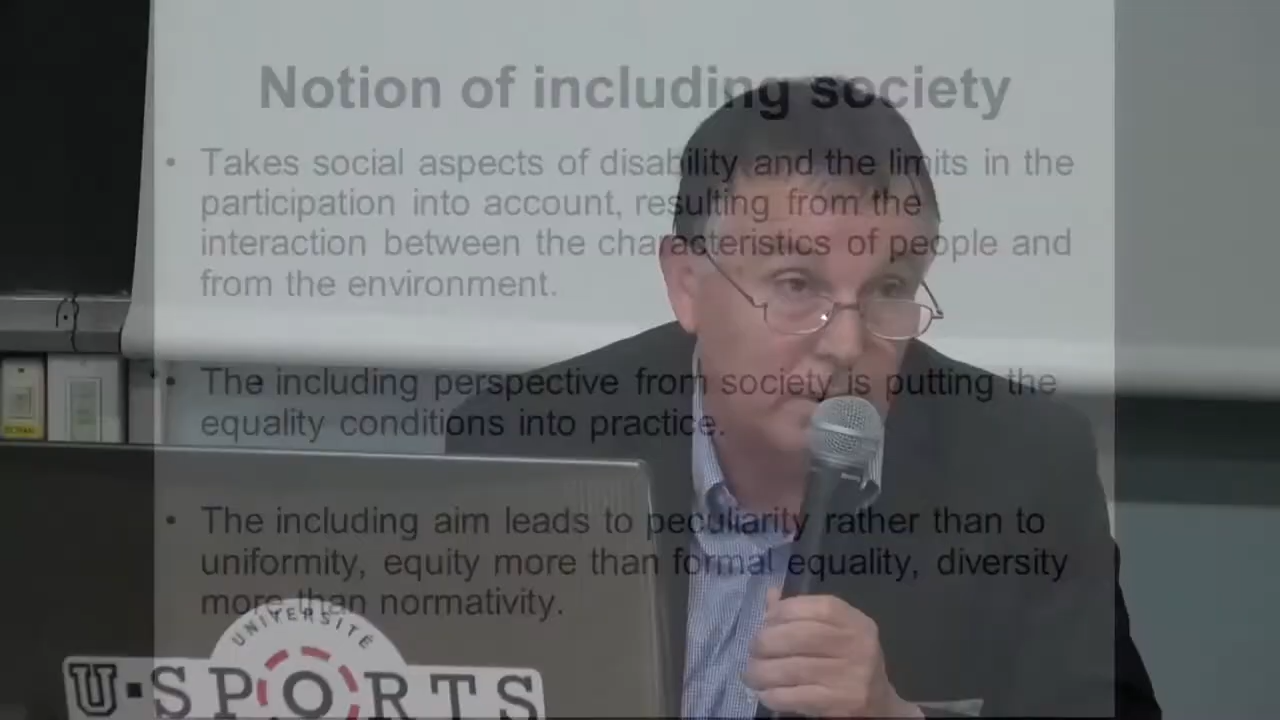 Notion of including society
• Takes social aspects of disability and the limits in the
participation into account, resulting from the
interaction between the characteristics of people and
from the environment.
• The including perspective from society is putting the
equality conditions into practice.
• The including aim leads to peculiarity rather than to
uniformity, equity more than formal equality, diversity
more than normativity.
UNIVERSITÉ
U·SPORTS